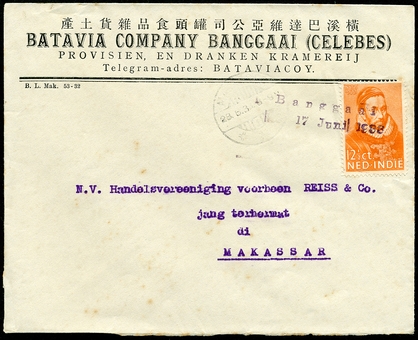 產土貨雜品食頭罐司公亞維達巴溪橫
BATAVIA COMPANY BANGGAAI (CELEBES)
PROVISIEN, EN DRANKEN KRAMEREIJ
Telegram-adres: BATAVIACOY.
B. L. Mak. 53-32
Banggaai
17 Juni 1933
12½ ct.
NED-INDIE
N.V. Handelsvereeniging voorheen REISS & Co.
jang terhormat
di
MAKASSAR